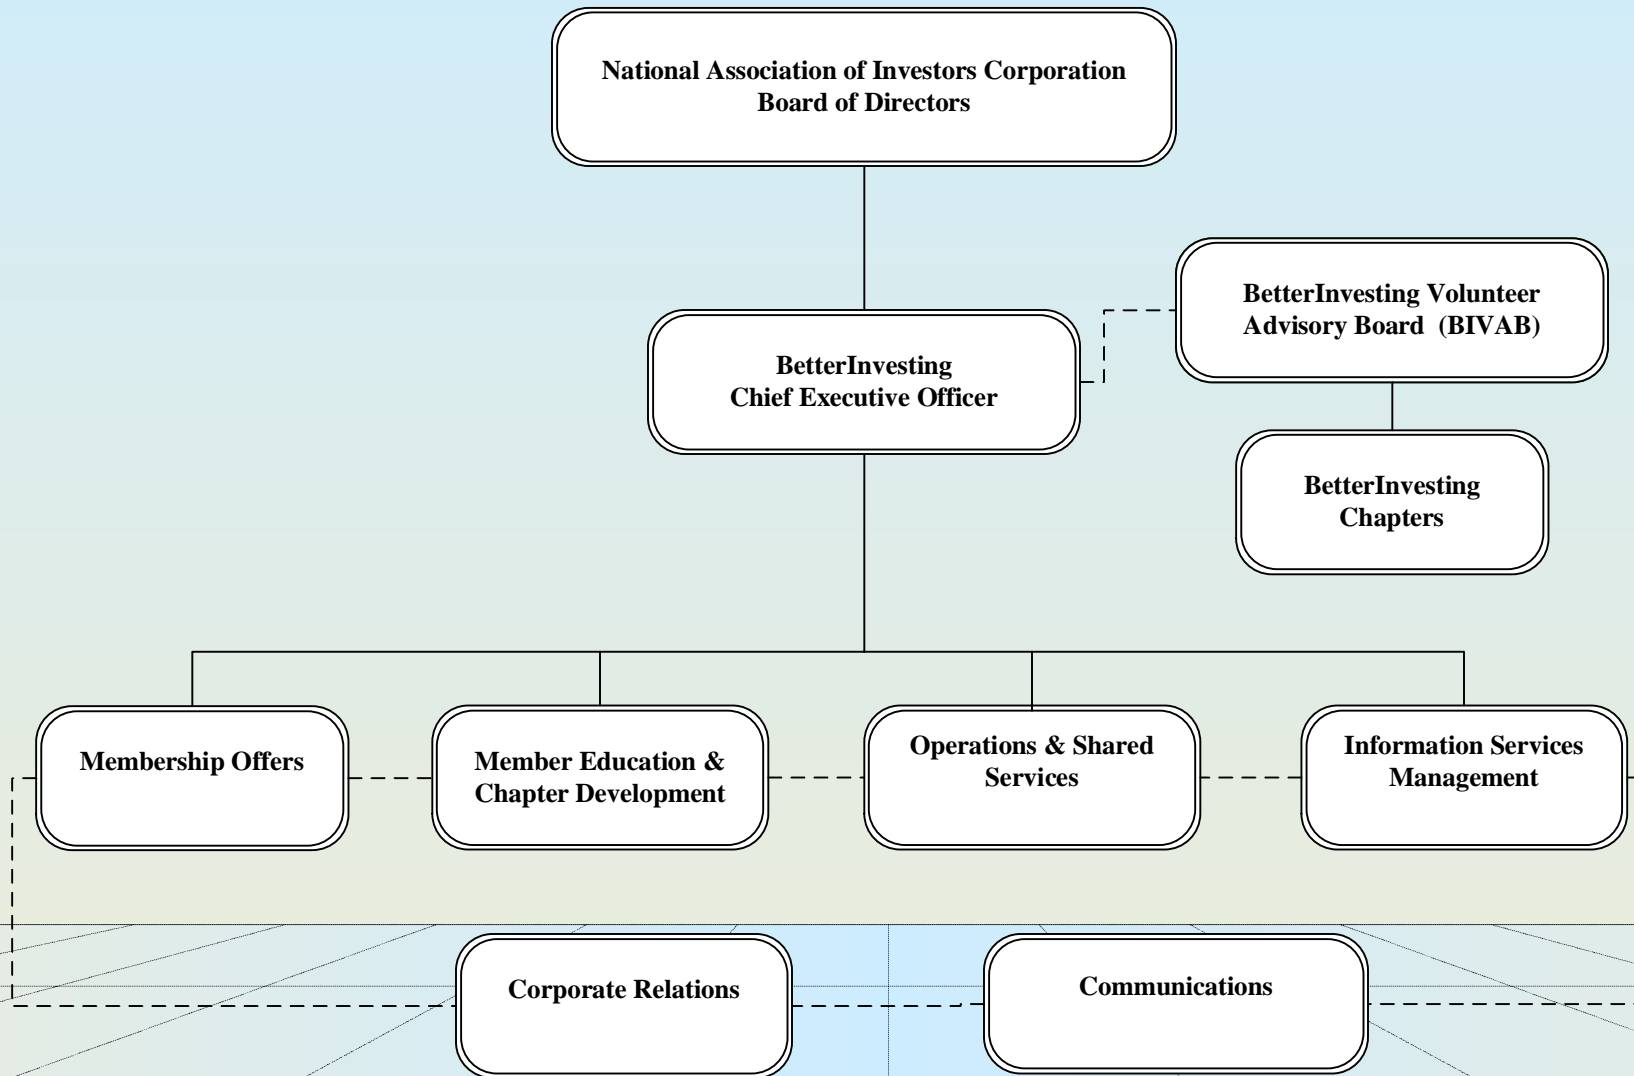 National Association of Investors Corporation
Board of Directors
BetterInvesting Volunteer
Advisory Board (BIVAB)
BetterInvesting
Chief Executive Officer
BetterInvesting
Chapters
Membership Offers
Member Education &
Chapter Development
Operations & Shared
Services
Information Services
Management
Corporate Relations
Communications